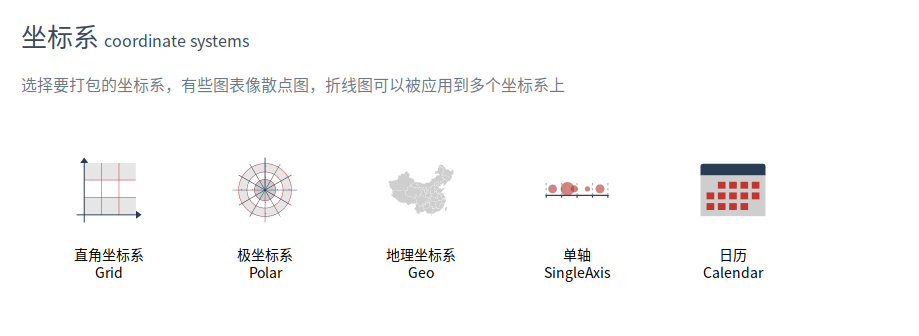 坐标系 coordinate systems
选择要打包的坐标系，有些图表像散点图，折线图可以被应用到多个坐标系上
直角坐标系
Grid
极坐标系
Polar
地理坐标系
Geo
单轴
SingleAxis
日历
Calendar